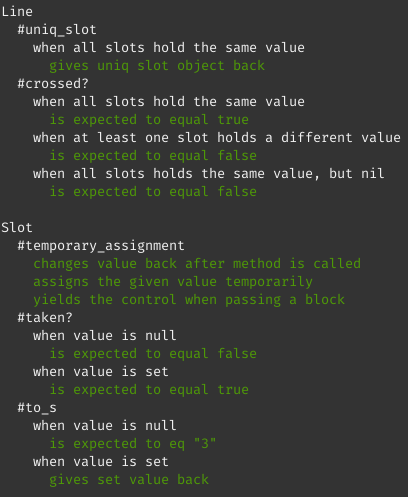 Line
#uniq_slot
when all slots hold the same value
gives uniq slot object back
#crossed?
when all slots hold the same value
is expected to equal true
when at least one slot holds a different value
is expected to equal false
when all slots holds the same value, but nil
is expected to equal false
Slot
#temporary_assignment
changes value back after method is called
assigns the given value temporarily
yields the control when passing a block
#taken?
when value is null
is expected to equal false
when value is set
is expected to equal true
#to_s
when value is null
is expected to eq "3"
when value is set
gives set value back